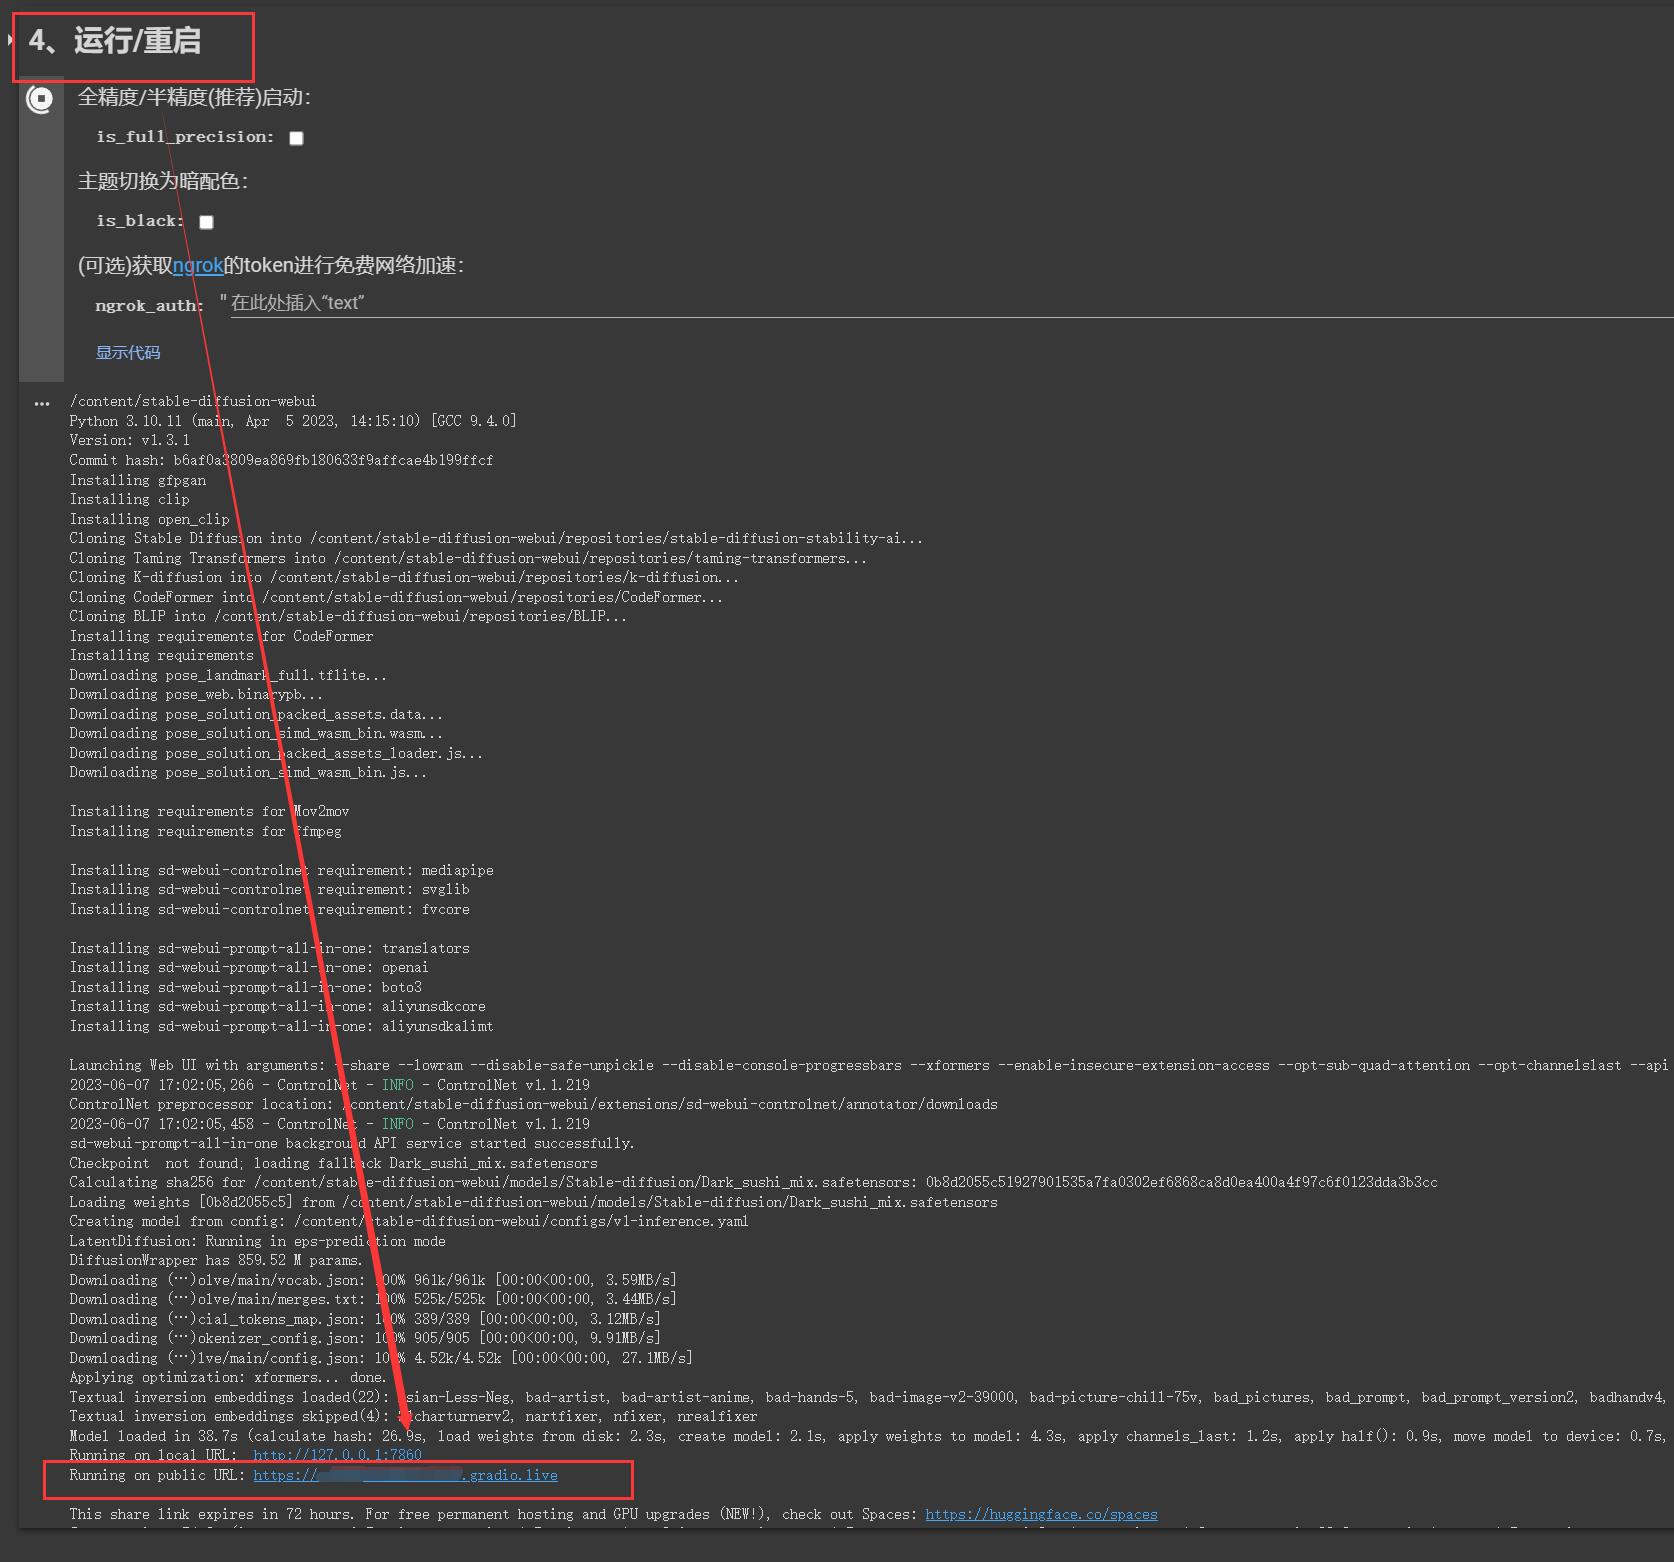 4、运行/重启
全精度/半精度(推荐)启动:
is_full_precision:
主题切换为暗配色:
is_black:
(可选)获取ngrok的token进行免费网络加速:
ngrok_auth: " 在此处插入“text”
显示代码
/content/stable-diffusion-webui
Python 3.10.11 (main, Apr  5 2023, 14:15:10) [GCC 9.4.0]
Version: v1.3.1
Commit hash: b6af0a3809ea869fb180633f9affcae4b199ffcf
Installing gfpgan
Installing clip
Installing open_clip
Cloning Stable Diffusion into /content/stable-diffusion-webui/repositories/stable-diffusion-stability-ai...
Cloning Taming Transformers into /content/stable-diffusion-webui/repositories/taming-transformers...
Cloning K-diffusion into /content/stable-diffusion-webui/repositories/k-diffusion...
Cloning CodeFormer into /content/stable-diffusion-webui/repositories/CodeFormer...
Cloning BLIP into /content/stable-diffusion-webui/repositories/BLIP...
Installing requirements for CodeFormer
Installing requirements
Downloading pose_landmark_full.tflite...
Downloading pose_web.binarypb...
Downloading pose_solution_packed_assets.data...
Downloading pose_solution_simd_wasm_bin.wasm...
Downloading pose_solution_packed_assets_loader.js...
Downloading pose_solution_simd_wasm_bin.js...
Installing requirements for Mov2mov
Installing requirements for ffmpeg
Installing sd-webui-controlnet requirement: mediapipe
Installing sd-webui-controlnet requirement: svglib
Installing sd-webui-controlnet requirement: fvcore
Installing sd-webui-prompt-all-in-one: translators
Installing sd-webui-prompt-all-in-one: openai
Installing sd-webui-prompt-all-in-one: boto3
Installing sd-webui-prompt-all-in-one: aliyunsdkcore
Installing sd-webui-prompt-all-in-one: aliyunsdkalimt
Launching Web UI with arguments: --share --lowram --disable-safe-unpickle --disable-console-progressbars --xformers --enable-insecure-extension-access --opt-sub-quad-attention --opt-channelslast --api
2023-06-07 17:02:05,266 - ControlNet - INFO - ControlNet v1.1.219
ControlNet preprocessor location: /content/stable-diffusion-webui/extensions/sd-webui-controlnet/annotator/downloads
2023-06-07 17:02:05,458 - ControlNet - INFO - ControlNet v1.1.219
sd-webui-prompt-all-in-one background API service started successfully.
Checkpoint  not found; loading fallback Dark_sushi_mix.safetensors
Calculating sha256 for /content/stable-diffusion-webui/models/Stable-diffusion/Dark_sushi_mix.safetensors: 0b8d2055c51927901535a7fa0302ef6868ca8d0ea400a4f97c6f0123dda3b3cc
Loading weights [0b8d2055c5] from /content/stable-diffusion-webui/models/Stable-diffusion/Dark_sushi_mix.safetensors
Creating model from config: /content/stable-diffusion-webui/configs/v1-inference.yaml
LatentDiffusion: Running in eps-prediction mode
DiffusionWrapper has 859.52 M params.
Downloading (…)olve/main/vocab.json: 100% 961k/961k [00:00<00:00, 3.59MB/s]
Downloading (…)olve/main/merges.txt: 100% 525k/525k [00:00<00:00, 3.44MB/s]
Downloading (…)cial_tokens_map.json: 100% 389/389 [00:00<00:00, 3.12MB/s]
Downloading (…)okenizer_config.json: 100% 905/905 [00:00<00:00, 9.91MB/s]
Downloading (…)lve/main/config.json: 100% 4.52k/4.52k [00:00<00:00, 27.1MB/s]
Applying optimization: xformers... done.
Textual inversion embeddings loaded(22): Asian-Less-Neg, bad-artist, bad-artist-anime, bad-hands-5, bad-image-v2-39000, bad-picture-chill-75v, bad_pictures, bad_prompt, bad_prompt_version2, badhandv4,
Textual inversion embeddings skipped(4): 21charturnerv2, nartfixer, nfixer, nrealfixer
Model loaded in 38.7s (calculate hash: 26.9s, load weights from disk: 2.3s, create model: 2.1s, apply weights to model: 4.3s, apply channels_last: 1.2s, apply half(): 0.9s, move model to device: 0.7s,
Running on local URL:  http://127.0.0.1:7860
Running on public URL: https:// .gradio.live
This share link expires in 72 hours. For free permanent hosting and GPU upgrades (NEW!), check out Spaces: https://huggingface.co/spaces